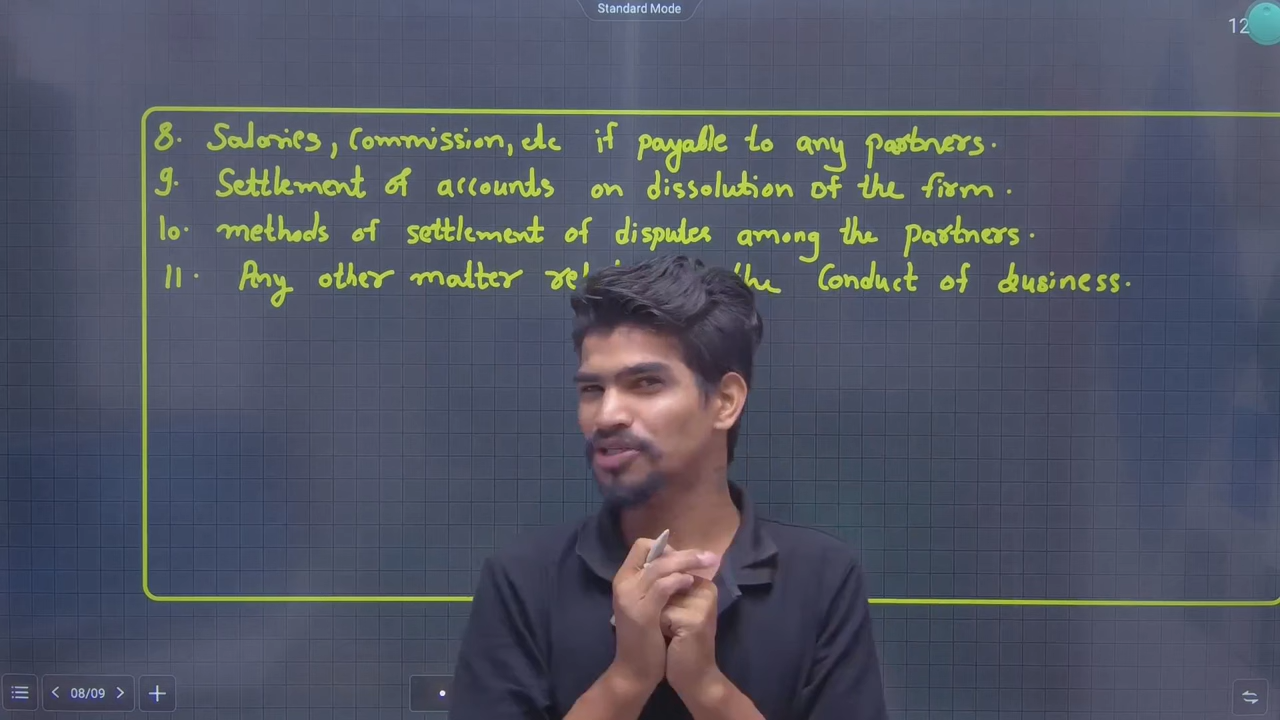 Standard Mode
12
8. Salaries, Commission, etc if payable to any partners.
9. Settlement of accounts on dissolution of the firm.
10. methods of settlement of disputes among the partners.
11. Any other matter the Conduct of business.
08/09